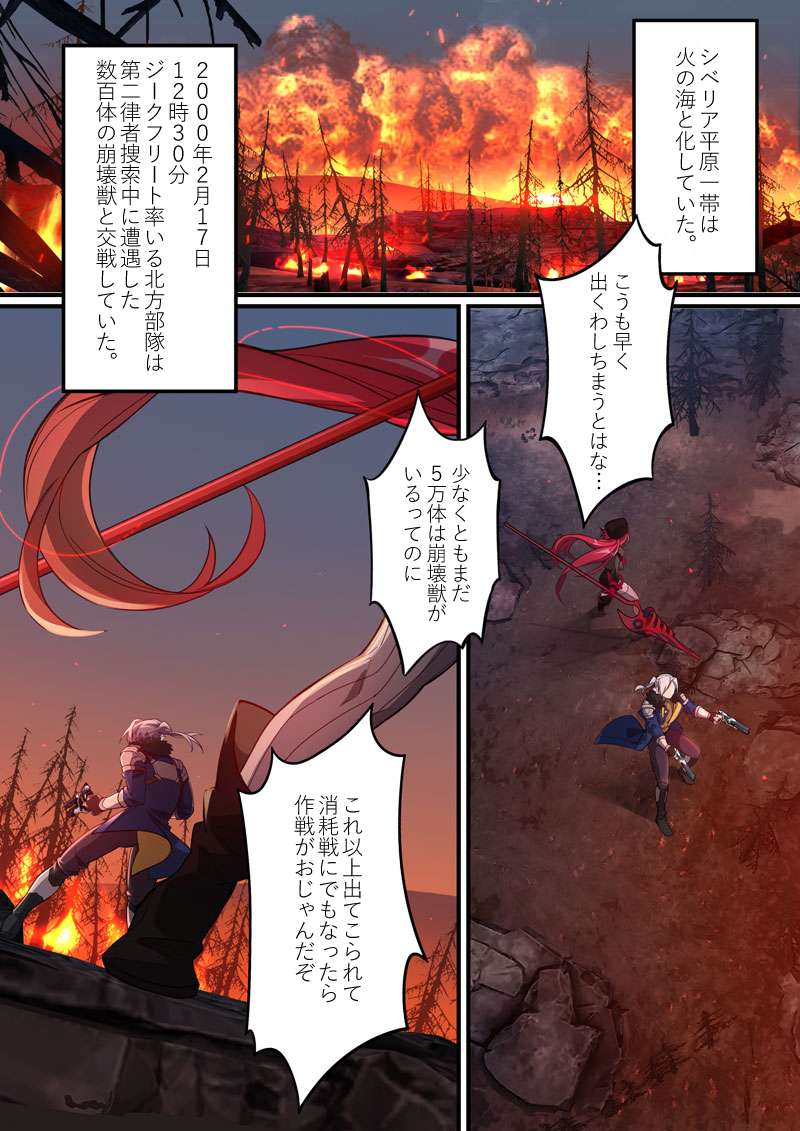 シベリア平原一帯は
火の海と化していた。
2000年2月17日
12時30分
ジークフリート率いる北方部隊は
第二律者捜索中に遭遇した
数百体の崩壊獣と交戦していた。
こうも早く
出くわしちまうとはな…
少なくともまだ
5万体は崩壊獣が
いるってのに
これ以上出てこられて
消耗戦にでもなったら
作戦がおじゃんだぞ